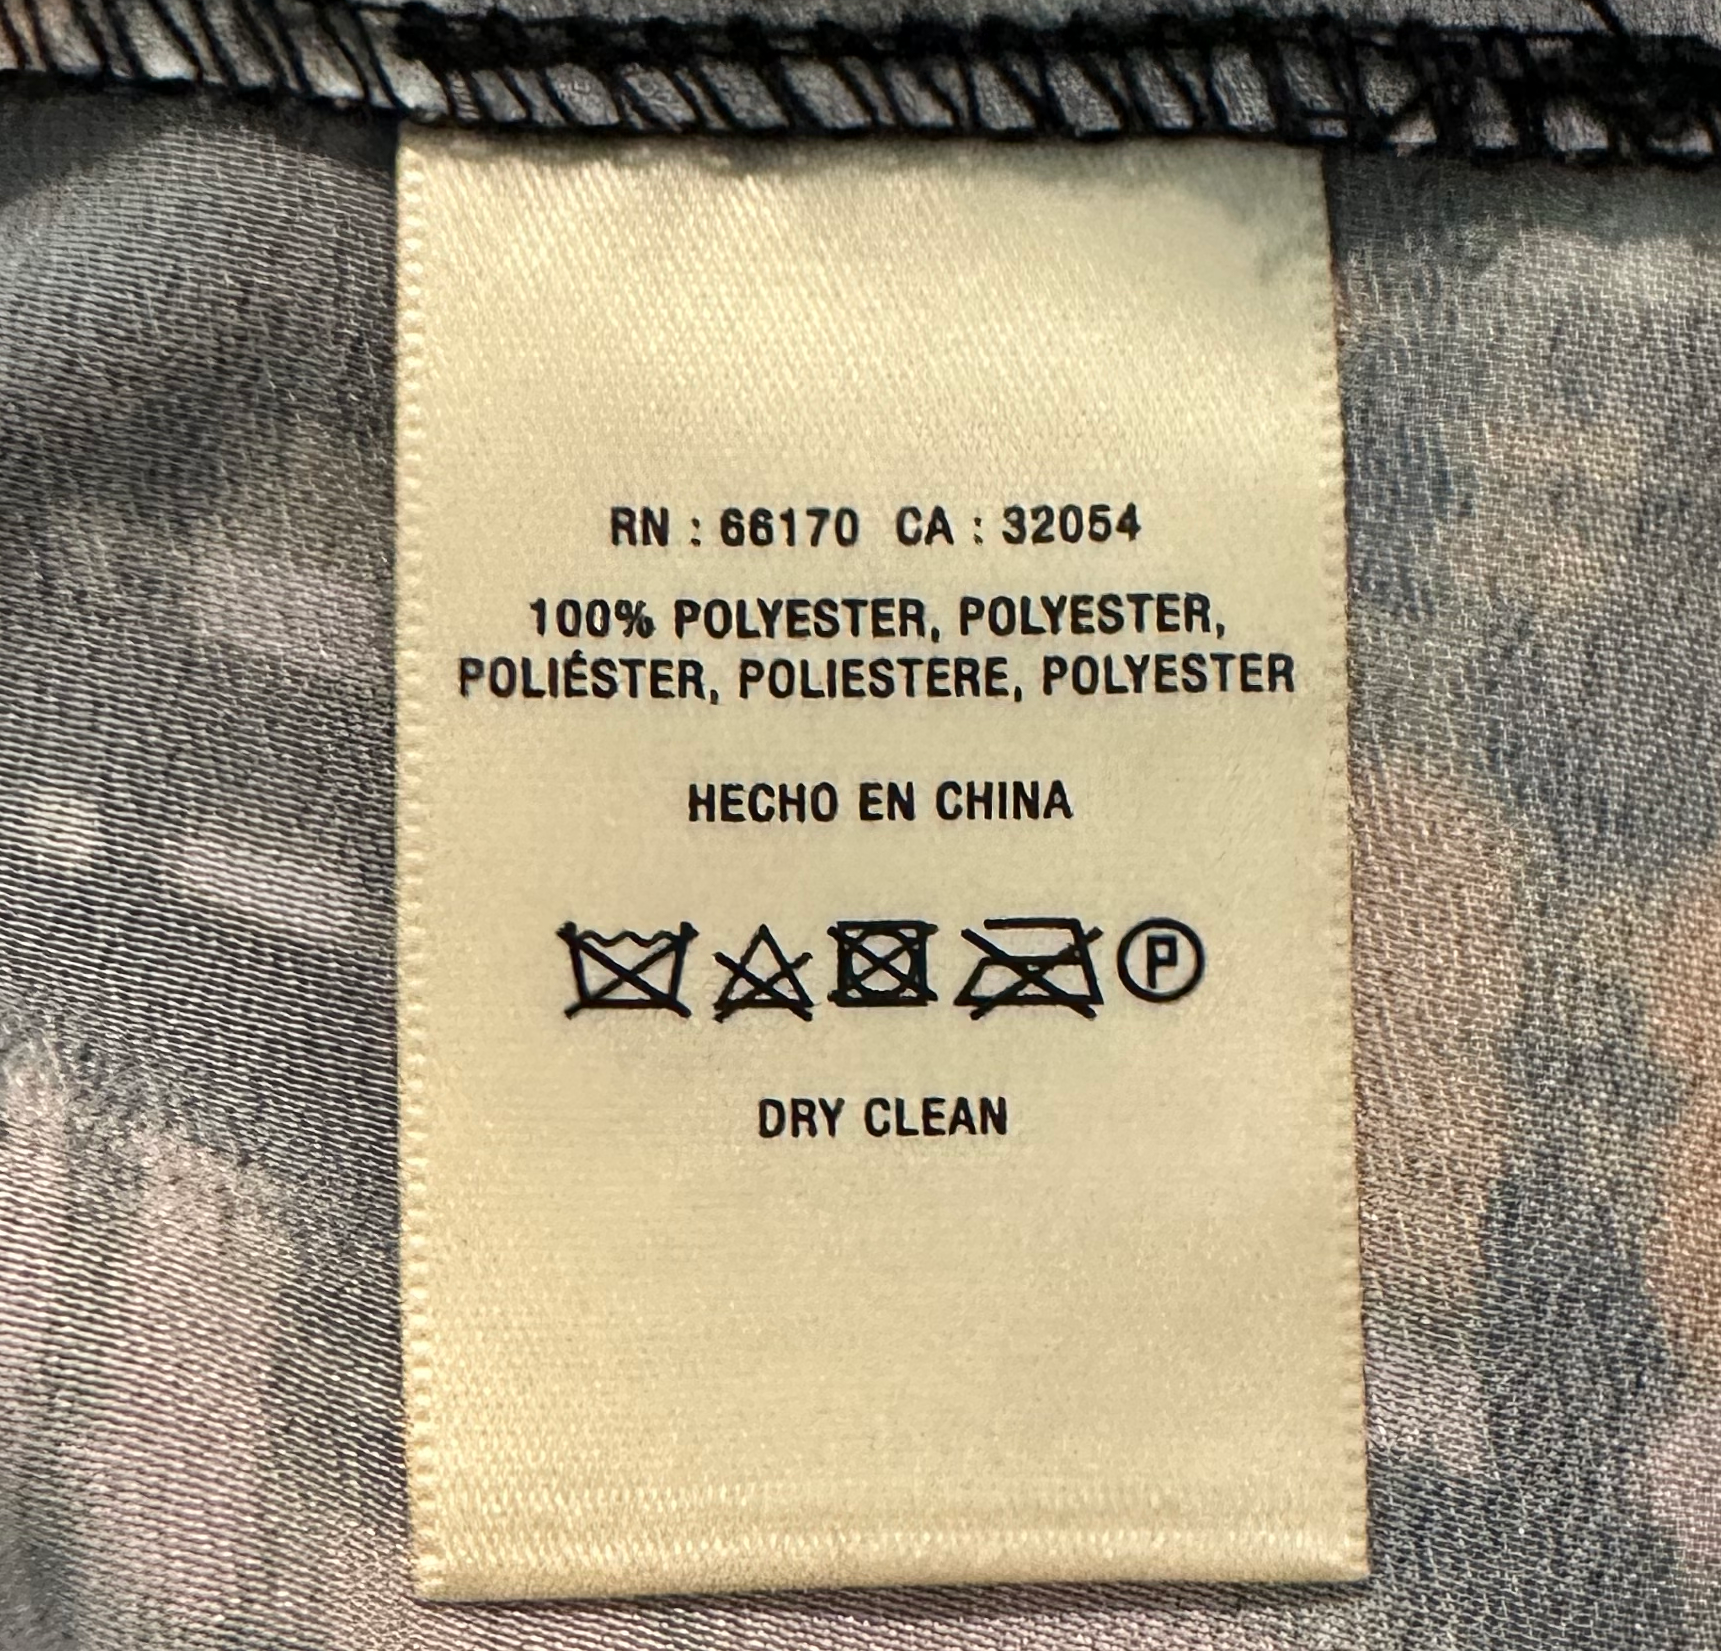 RN : 66170 CA : 32054
100% POLYESTER, POLYESTER,
POLIÉSTER, POLIESTERE, POLYESTER
HECHO EN CHINA
P
DRY CLEAN